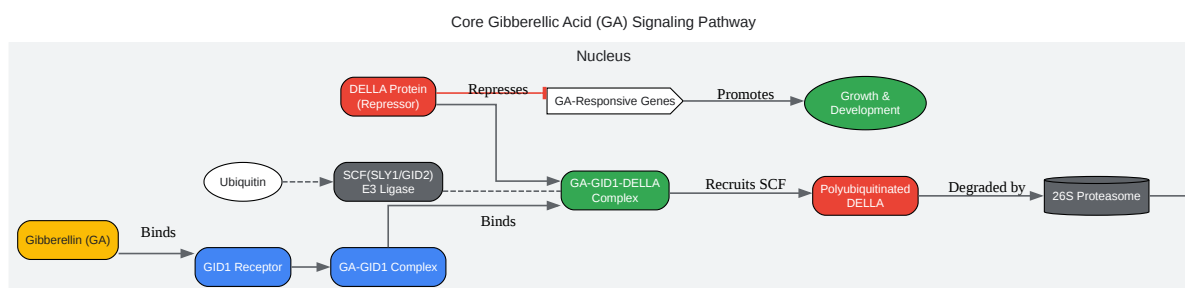 Core Gibberellic Acid (GA) Signaling Pathway
Nucleus
DELLA Protein
(Repressor)
Represses
GA-Responsive Genes
Promotes
Growth &
Development
Ubiquitin
SCF(SLY1/GID2)
E3 Ligase
GA-GID1-DELLA
Complex
Recruits SCF
Polyubiquitinated
DELLA
Degraded by
26S Proteasome
Gibberellin (GA)
Binds
GID1 Receptor
GA-GID1 Complex
Binds